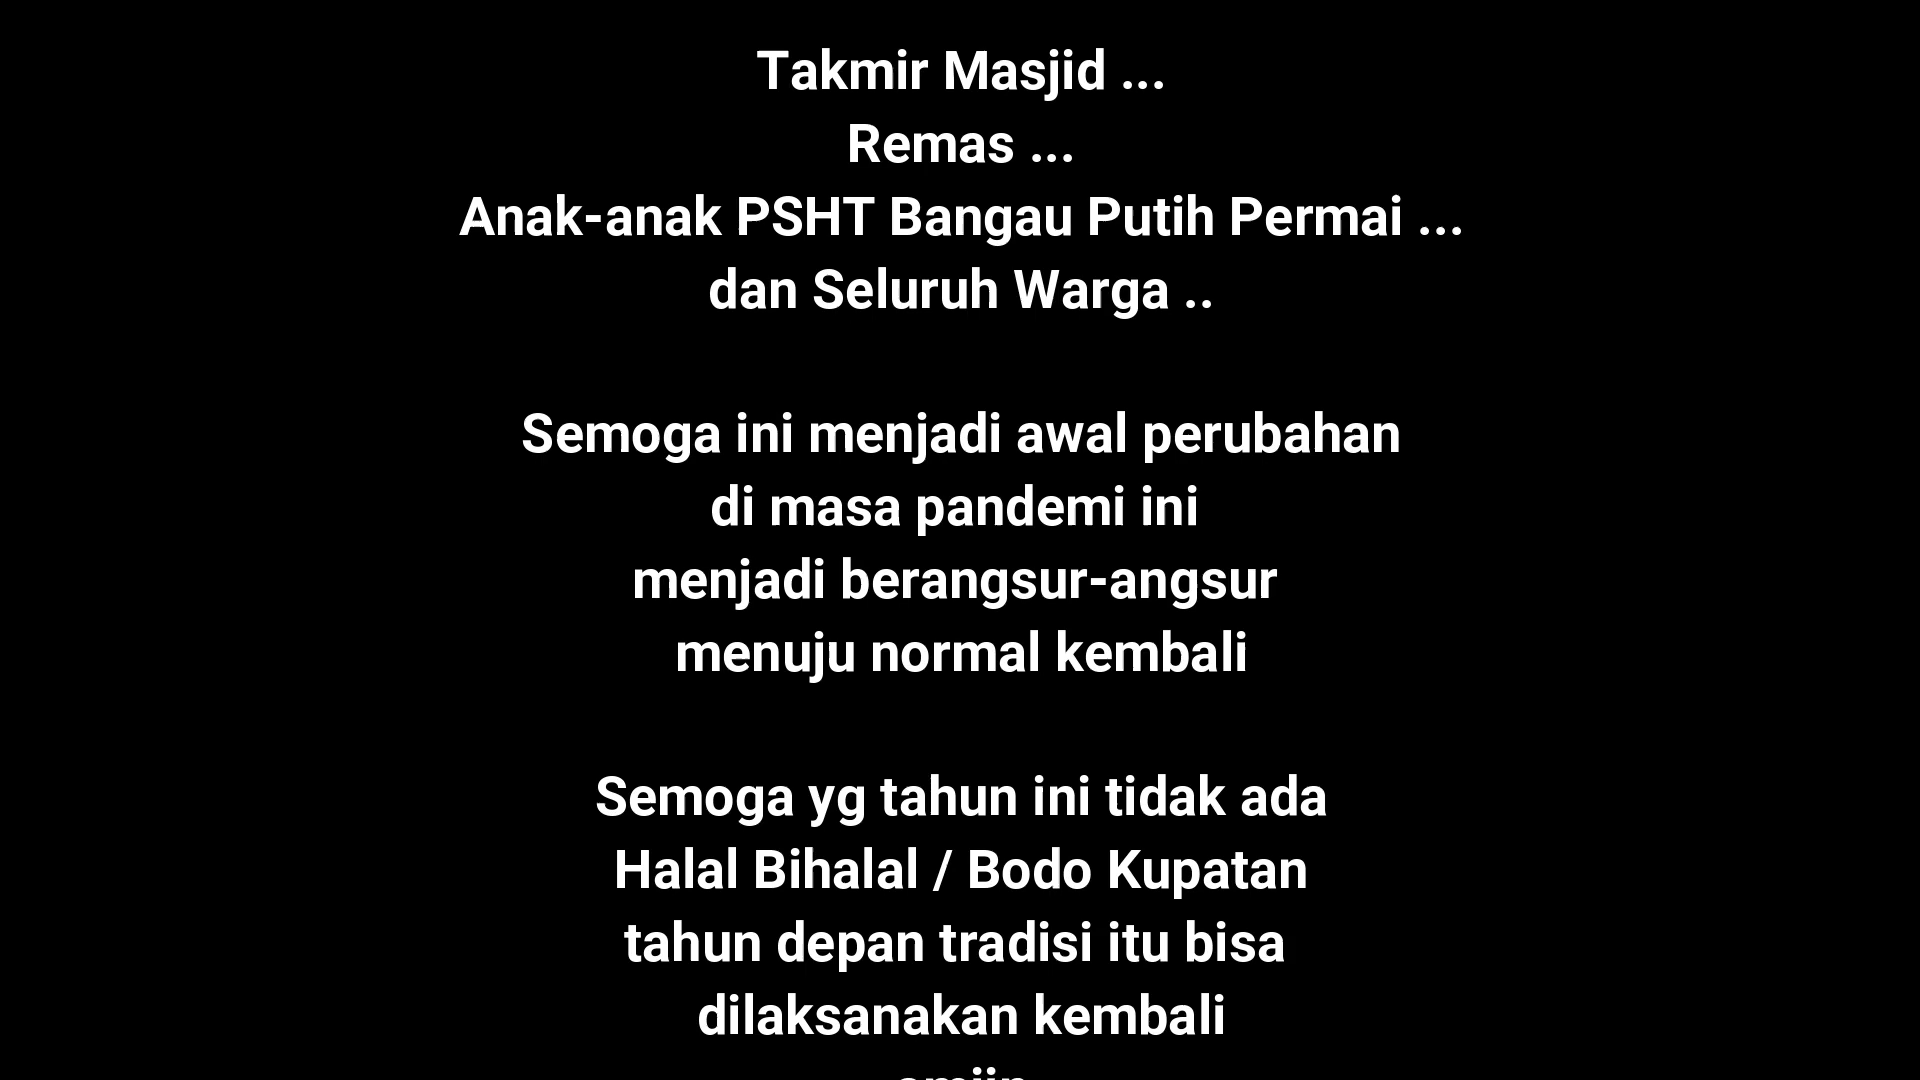 Takmir Masjid ...
Remas ...
Anak-anak PSHT Bangau Putih Permai ...
dan Seluruh Warga ..
Semoga ini menjadi awal perubahan
di masa pandemi ini
menjadi berangsur-angsur
menuju normal kembali
Semoga yg tahun ini tidak ada
Halal Bihalal / Bodo Kupatan
tahun depan tradisi itu bisa
dilaksanakan kembali